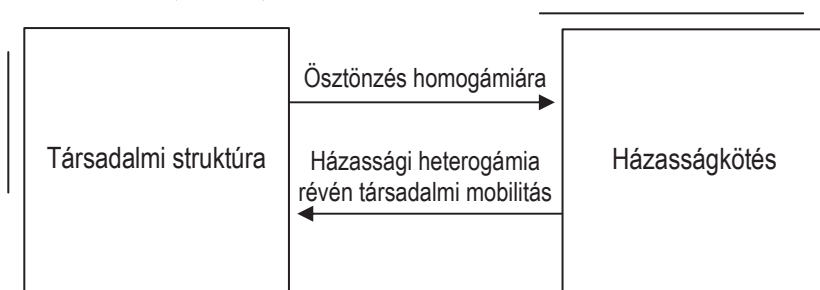 Ösztönzés homogámiára
Társadalmi struktúra
Házassági heterogámia
révén társadalmi mobilitás
Házasságkötés